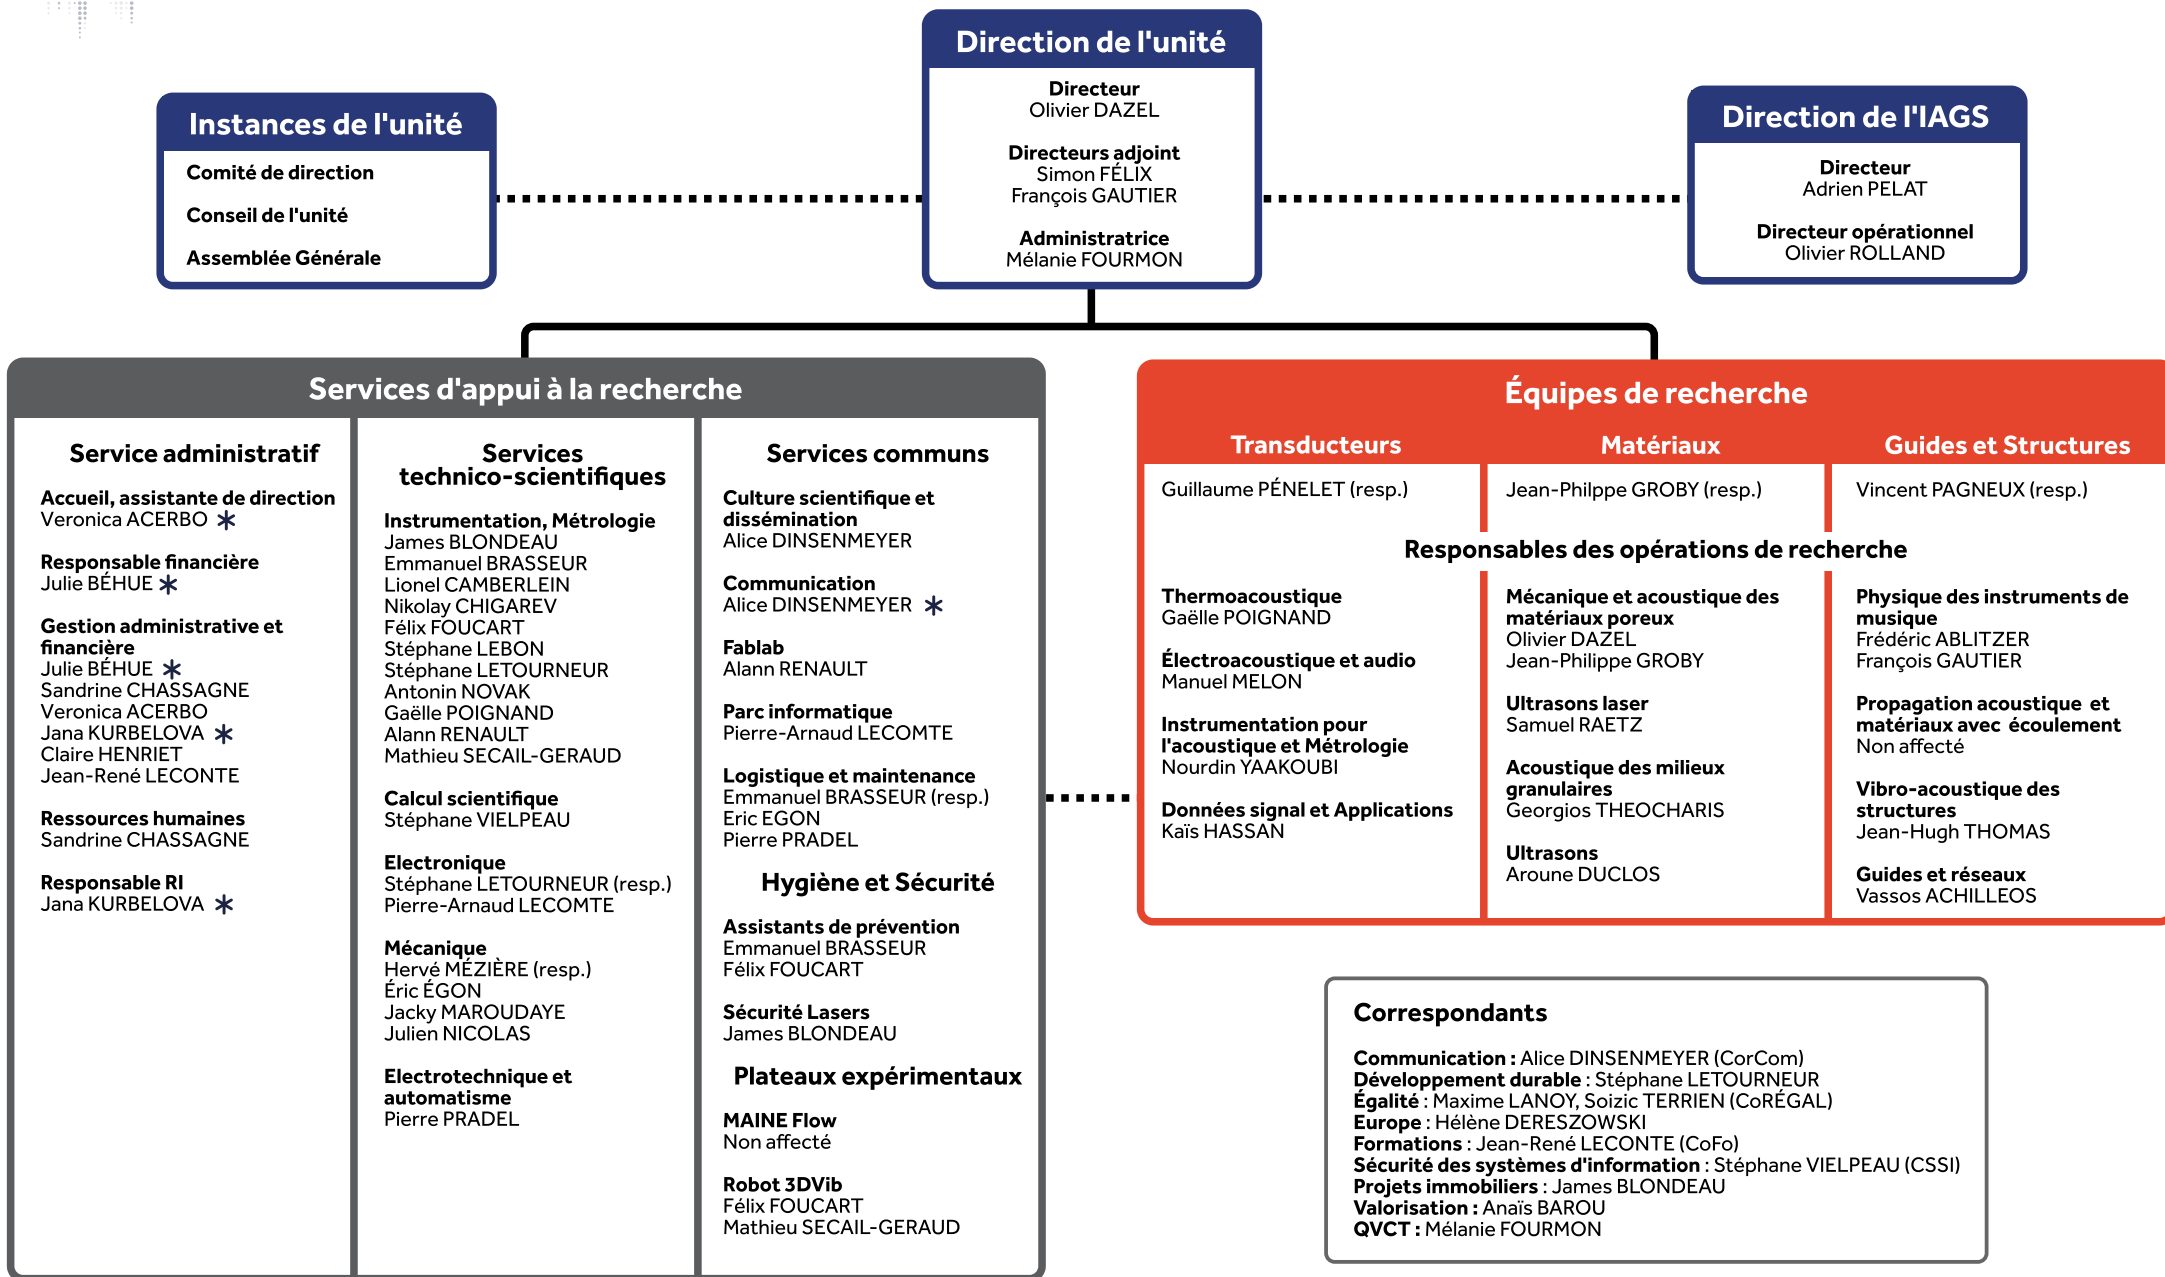 Direction de l'unité
Directeur
Olivier DAZEL
Directeurs adjoint
Simon FÉLIX
François GAUTIER
Administratrice
Mélanie FOURMON
Instances de l'unité
Comité de direction
Conseil de l'unité
Assemblée Générale
Direction de l'IAGS
Directeur
Adrien PELAT
Directeur opérationnel
Olivier ROLLAND
Services d'appui à la recherche
Service administratif
Accueil, assistante de direction
Veronica ACERBO *
Responsable financière
Julie BÉHUE *
Gestion administrative et
financière
Julie BÉHUE *
Sandrine CHASSAGNE
Veronica ACERBO
Jana KURBELOVA *
Claire HENRIET
Jean-René LECONTE
Ressources humaines
Sandrine CHASSAGNE
Responsable RI
Jana KURBELOVA *
Services
technico-scientifiques
Instrumentation, Métrologie
James BLONDEAU
Emmanuel BRASSEUR
Lionel CAMBERLEIN
Nikolay CHIGAREV
Félix FOUCART
Stéphane LEBON
Stéphane LETOURNEUR
Antonin NOVAK
Gaëlle POIGNAND
Alann RENAULT
Mathieu SECAIL-GERAUD
Calcul scientifique
Stéphane VIELPEAU
Electronique
Stéphane LETOURNEUR (resp.)
Pierre-Arnaud LECOMTE
Mécanique
Hervé MÉZIÈRE (resp.)
Éric ÉGON
Jacky MAROUDAYE
Julien NICOLAS
Electrotechnique et
automatisme
Pierre PRADEL
Services communs
Culture scientifique et
dissémination
Alice DINSENMEYER
Communication
Alice DINSENMEYER *
Fablab
Alann RENAULT
Parc informatique
Pierre-Arnaud LECOMTE
Logistique et maintenance
Emmanuel BRASSEUR (resp.)
Eric EGON
Pierre PRADEL
Hygiène et Sécurité
Assistants de prévention
Emmanuel BRASSEUR
Félix FOUCART
Sécurité Lasers
James BLONDEAU
Plateaux expérimentaux
MAINE Flow
Non affecté
Robot 3DVib
Félix FOUCART
Mathieu SECAIL-GERAUD
Équipes de recherche
Transducteurs
Matériaux
Guides et Structures
Guillaume PÉNELET (resp.)
Jean-Philppe GROBY (resp.)
Vincent PAGNEUX (resp.)
Responsables des opérations de recherche
Thermoacoustique
Gaëlle POIGNAND
Électroacoustique et audio
Manuel MELON
Instrumentation pour
l'acoustique et Métrologie
Nourdin YAAKOUBI
Données signal et Applications
Kaïs HASSAN
Mécanique et acoustique des
matériaux poreux
Olivier DAZEL
Jean-Philippe GROBY
Ultrasons laser
Samuel RAETZ
Acoustique des milieux
granulaires
Georgios THEOCHARIS
Ultrasons
Aroune DUCLOS
Physique des instruments de
musique
Frédéric ABLITZER
François GAUTIER
Propagation acoustique et
matériaux avec écoulement
Non affecté
Vibro-acoustique des
structures
Jean-Hugh THOMAS
Guides et réseaux
Vassos ACHILLEOS
Correspondants
Communication : Alice DINSENMEYER (CorCom)
Développement durable : Stéphane LETOURNEUR
Égalité : Maxime LANOY, Soizic TERRIEN (CoRÉGAL)
Europe : Hélène DERESZOWSKI
Formations : Jean-René LECONTE (CoFo)
Sécurité des systèmes d'information : Stéphane VIELPEAU (CSSI)
Projets immobiliers : James BLONDEAU
Valorisation : Anaïs BAROU
QVCT : Mélanie FOURMON